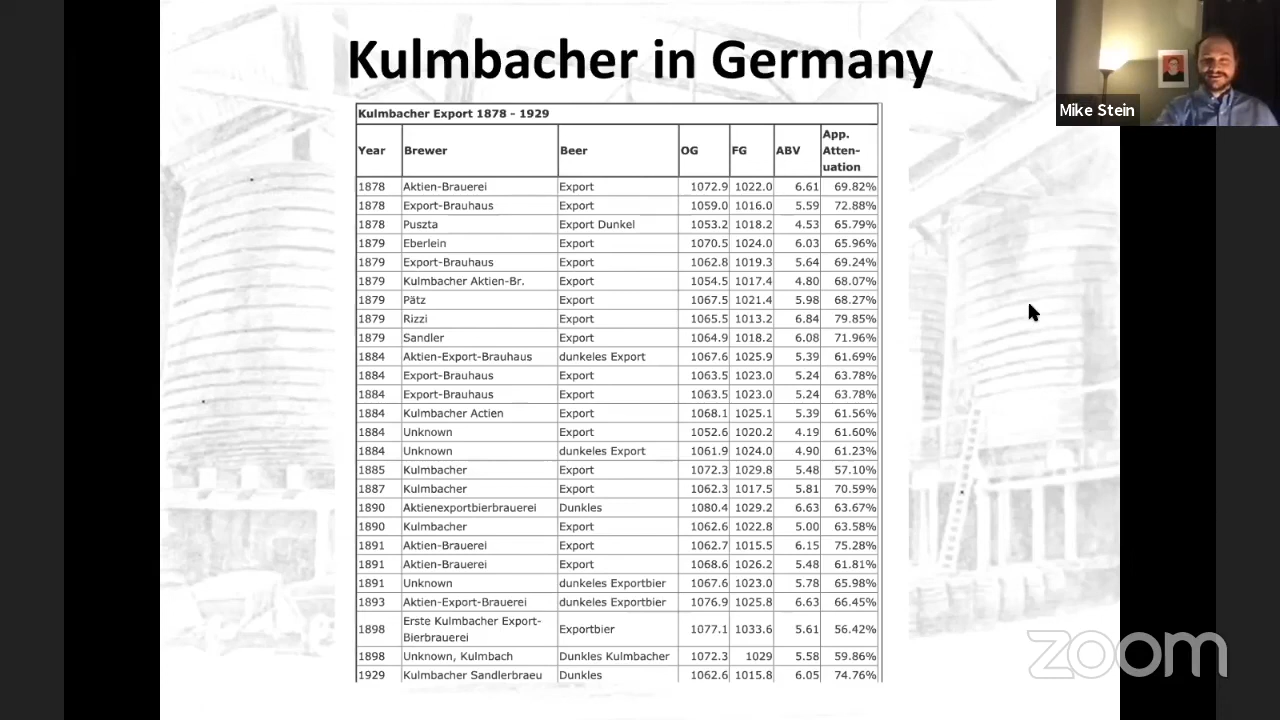 Kulmbacher in Germany
Mike Stein
Kulmbacher Export 1878 - 1929
Year Brewer Beer OG FG ABV App. Atten-uation
1878 Aktien-Brauerei Export 1072.9 1022.0 6.61 69.82%
1878 Export-Brauhaus Export 1059.0 1016.0 5.59 72.88%
1878 Puszta Export Dunkel 1053.2 1018.2 4.53 65.79%
1879 Eberlein Export 1070.5 1024.0 6.03 65.96%
1879 Export-Brauhaus Export 1062.8 1019.3 5.64 69.24%
1879 Kulmbacher Aktien-Br. Export 1054.5 1017.4 4.80 68.07%
1879 Pätz Export 1067.5 1021.4 5.98 68.27%
1879 Rizzi Export 1065.5 1013.2 6.84 79.85%
1879 Sandler Export 1064.9 1018.2 6.08 71.96%
1884 Aktien-Export-Brauhaus dunkeles Export 1067.6 1025.9 5.39 61.69%
1884 Export-Brauhaus Export 1063.5 1023.0 5.24 63.78%
1884 Export-Brauhaus Export 1063.5 1023.0 5.24 63.78%
1884 Kulmbacher Actien Export 1068.1 1025.1 5.39 61.56%
1884 Unknown Export 1052.6 1020.2 4.19 61.60%
1884 Unknown dunkeles Export 1061.9 1024.0 4.90 61.23%
1885 Kulmbacher Export 1072.3 1029.8 5.48 57.10%
1887 Kulmbacher Export 1062.3 1017.5 5.81 70.59%
1890 Aktienexportbierbrauerei Dunkles 1080.4 1029.2 6.63 63.67%
1890 Kulmbacher Export 1062.6 1022.8 5.00 63.58%
1891 Aktien-Brauerei Export 1062.7 1015.5 6.15 75.28%
1891 Aktien-Brauerei Export 1068.6 1026.2 5.48 61.81%
1891 Unknown dunkeles Exportbier 1067.6 1023.0 5.78 65.98%
1893 Aktien-Export-Brauerei dunkeles Exportbier 1076.9 1025.8 6.63 66.45%
1898 Erste Kulmbacher Export-Bierbrauerei Exportbier 1077.1 1033.6 5.61 56.42%
1898 Unknown, Kulmbach Dunkles Kulmbacher 1072.3 1029 5.58 59.86%
1929 Kulmbacher Sandlerbraeu Dunkles 1062.6 1015.8 6.05 74.76%
zoom